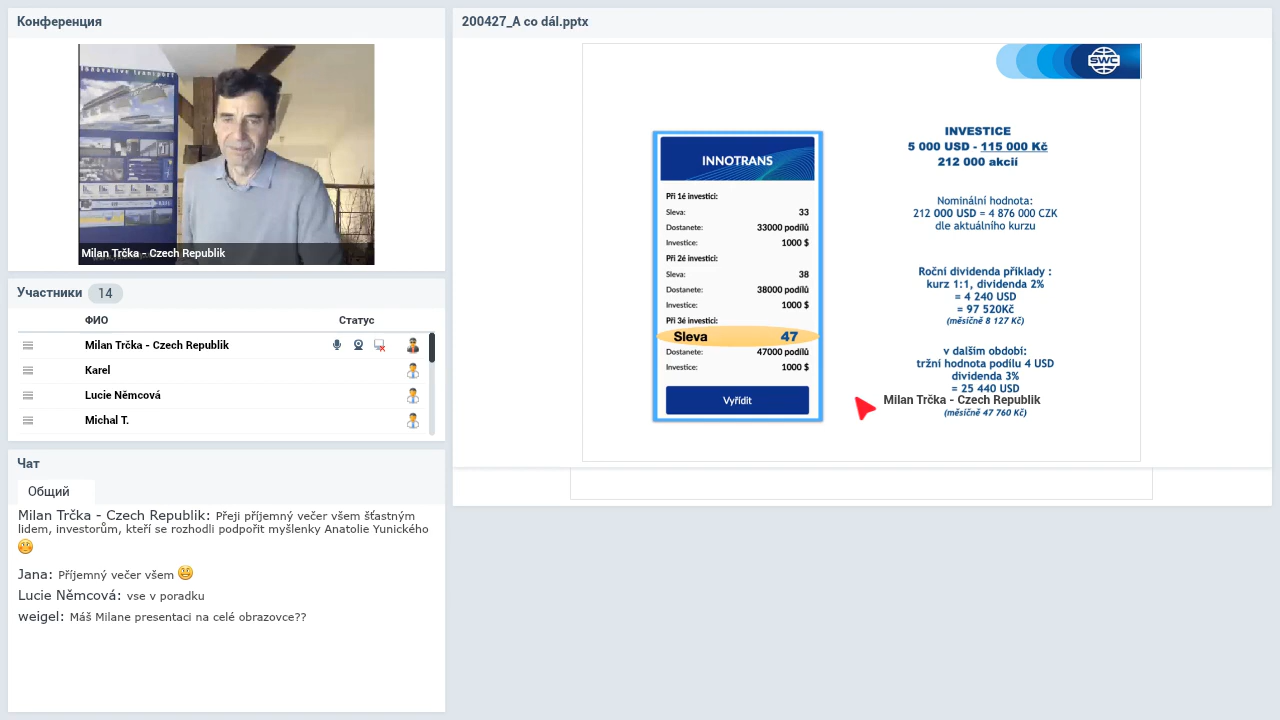 Конференция
Innovative transport
Milan Trčka - Czech Republik
Участники 14
ФИО Статус
Milan Trčka - Czech Republik
Karel
Lucie Němcová
Michal T.
Чат
Общий
Milan Trčka - Czech Republik: Přeji příjemný večer všem šťastným
lidem, investorům, kteří se rozhodli podpořit myšlenky Anatolie Yunického
Jana: Příjemný večer všem
Lucie Němcová: vse v poradku
weigel: Máš Milane presentaci na celé obrazovce??
200427_A co dál.pptx
SWC
INNOTRANS
Při 1é investici:
Sleva: 33
Dostanete: 33000 podílů
Investice: 1000 $
Při 2é investici:
Sleva: 38
Dostanete: 38000 podílů
Investice: 1000 $
Při 3é investici:
Sleva 47
Dostanete: 47000 podílů
Investice: 1000 $
Vyřídit
INVESTICE
5 000 USD - 115 000 Kč
212 000 akcií
Nominální hodnota:
212 000 USD = 4 876 000 CZK
dle aktuálního kurzu
Roční dividenda příklady :
kurz 1:1, dividenda 2%
= 4 240 USD
= 97 520Kč
(měsíčně 8 127 Kč)
v dalším období:
tržní hodnota podílu 4 USD
dividenda 3%
= 25 440 USD
Milan Trčka - Czech Republik
(měsíčně 47 760 Kč)